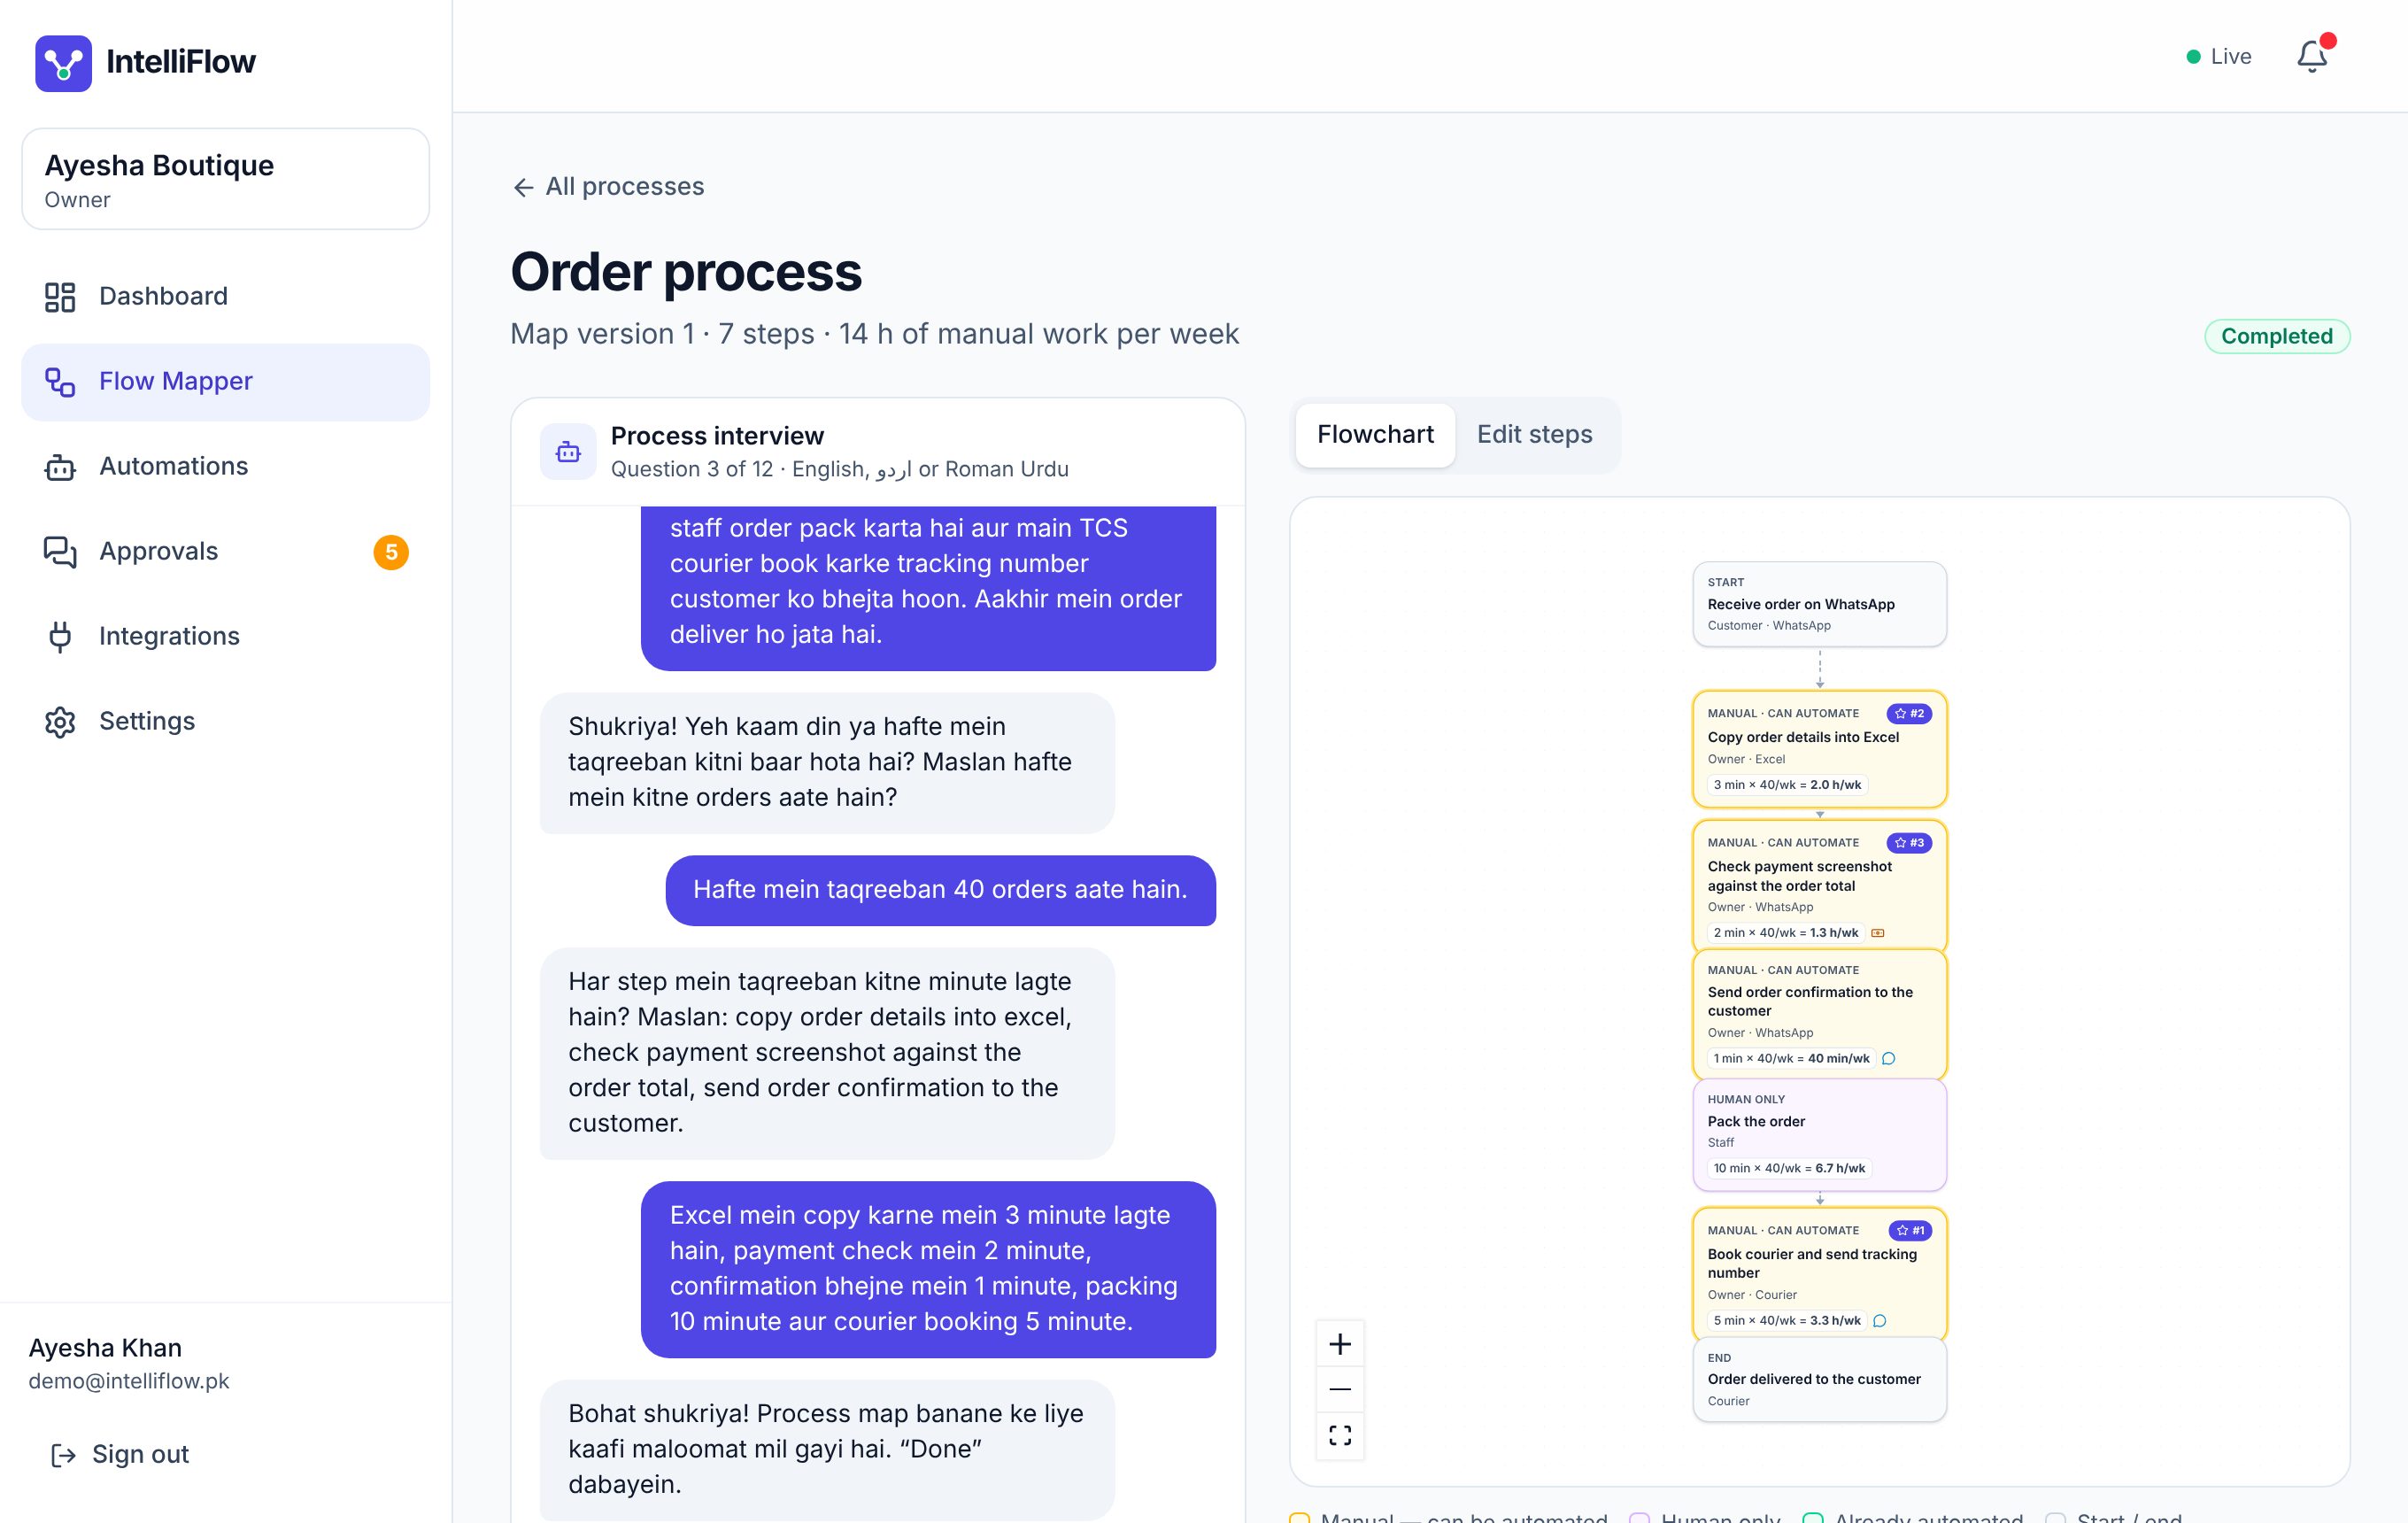 IntelliFlow
Ayesha Boutique
Owner
Dashboard
Flow Mapper
Automations
Approvals
5
Integrations
Settings
Ayesha Khan
demo@intelliflow.pk
Sign out
Live
All processes
Order process
Map version 1 · 7 steps · 14 h of manual work per week
Completed
Process interview
Question 3 of 12 · English, اردو or Roman Urdu
staff order pack karta hai aur main TCS
courier book karke tracking number
customer ko bhejta hoon. Aakhir mein order
deliver ho jata hai.
Shukriya! Yeh kaam din ya hafte mein
taqreeban kitni baar hota hai? Maslan hafte
mein kitne orders aate hain?
Hafte mein taqreeban 40 orders aate hain.
Har step mein taqreeban kitne minute lagte
hain? Maslan: copy order details into excel,
check payment screenshot against the
order total, send order confirmation to the
customer.
Excel mein copy karne mein 3 minute lagte
hain, payment check mein 2 minute,
confirmation bhejne mein 1 minute, packing
10 minute aur courier booking 5 minute.
Bohat shukriya! Process map banane ke liye
kaafi maloomat mil gayi hai. “Done”
dabayein.
Flowchart
Edit steps
START
Receive order on WhatsApp
Customer · WhatsApp
MANUAL · CAN AUTOMATE
#2
Copy order details into Excel
Owner · Excel
3 min × 40/wk = 2.0 h/wk
MANUAL · CAN AUTOMATE
#3
Check payment screenshot
against the order total
Owner · WhatsApp
2 min × 40/wk = 1.3 h/wk
MANUAL · CAN AUTOMATE
Send order confirmation to the
customer
Owner · WhatsApp
1 min × 40/wk = 40 min/wk
HUMAN ONLY
Pack the order
Staff
10 min × 40/wk = 6.7 h/wk
MANUAL · CAN AUTOMATE
#1
Book courier and send tracking
number
Owner · Courier
5 min × 40/wk = 3.3 h/wk
END
Order delivered to the customer
Courier
Manual — can be automated
Human only
Already automated
Start / end